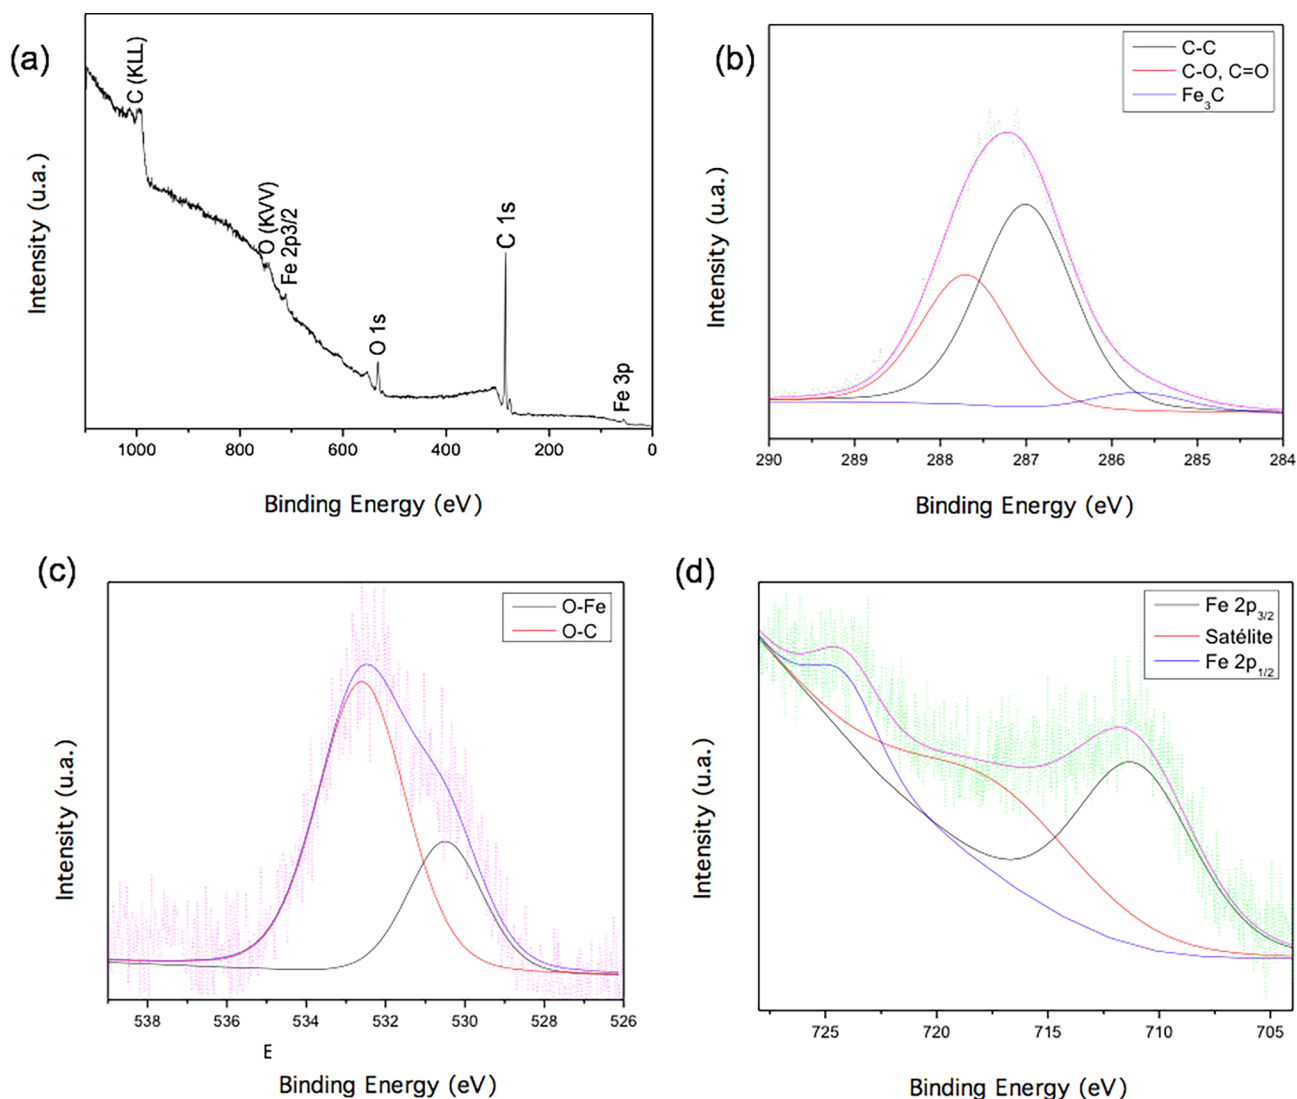 (a)
C (KLL)
O (KVV)
Fe 2p3/2
O 1s
C 1s
Fe 3p
Intensity (u.a.)
1000 800 600 400 200 0
Binding Energy (eV)
(b)
C-C
C-O, C=O
Fe₃C
Intensity (u.a.)
290 289 288 287 286 285 284
Binding Energy (eV)
(c)
O-Fe
O-C
Intensity (u.a.)
538 536 534 532 530 528 526
E
Binding Energy (eV)
(d)
Fe 2p₃/₂
Satélite
Fe 2p₁/₂
Intensity (u.a.)
725 720 715 710 705
Binding Energy (eV)